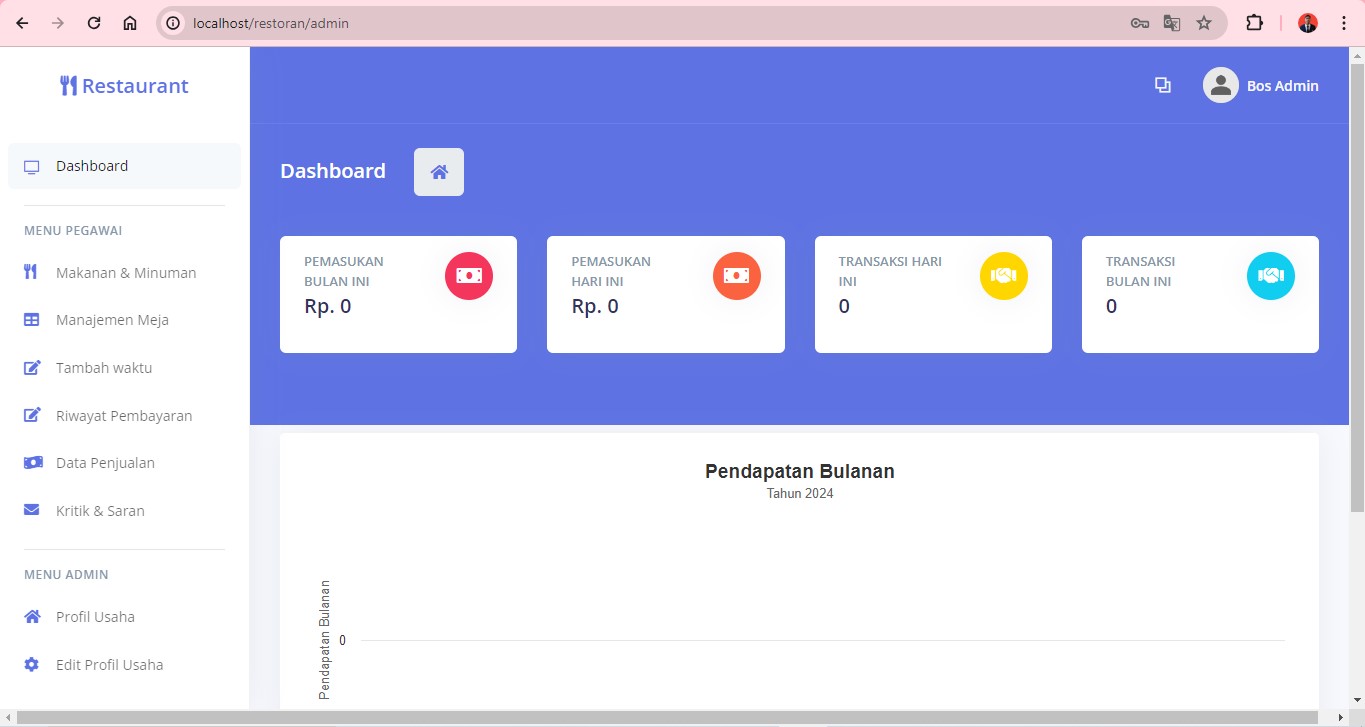 localhost/restoran/admin
Restaurant
Bos Admin
Dashboard
MENU PEGAWAI
Makanan & Minuman
Manajemen Meja
Tambah waktu
Riwayat Pembayaran
Data Penjualan
Kritik & Saran
MENU ADMIN
Profil Usaha
Edit Profil Usaha
Dashboard
PEMASUKAN
BULAN INI
Rp. 0
PEMASUKAN
HARI INI
Rp. 0
TRANSAKSI HARI
INI
0
TRANSAKSI
BULAN INI
0
Pendapatan Bulanan
Tahun 2024
Pendapatan Bulanan
0